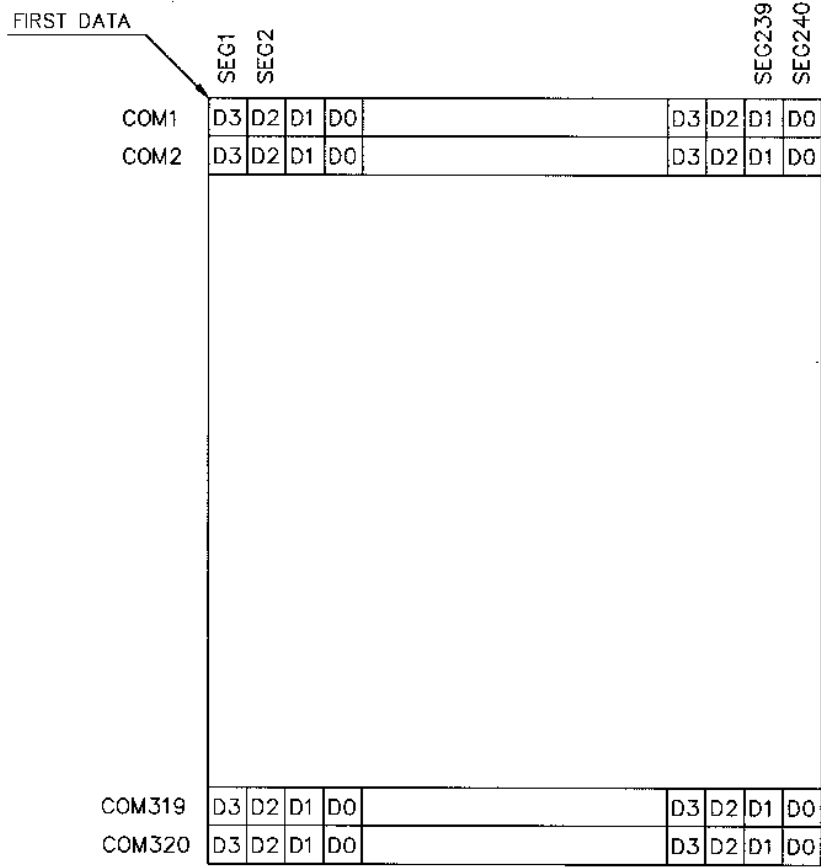 FIRST DATA
SEG1 SEG2 SEG239 SEG240
COM1 D3 D2 D1 D0 D3 D2 D1 D0
COM2 D3 D2 D1 D0 D3 D2 D1 D0
COM319 D3 D2 D1 D0 D3 D2 D1 D0
COM320 D3 D2 D1 D0 D3 D2 D1 D0